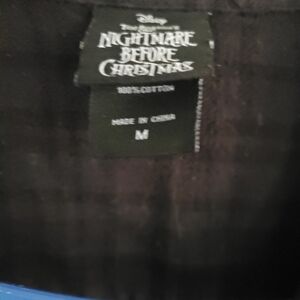 Disney
Tim Burton's
NIGHTMARE
BEFORE
CHRISTMAS
100% COTTON
MADE IN CHINA
M